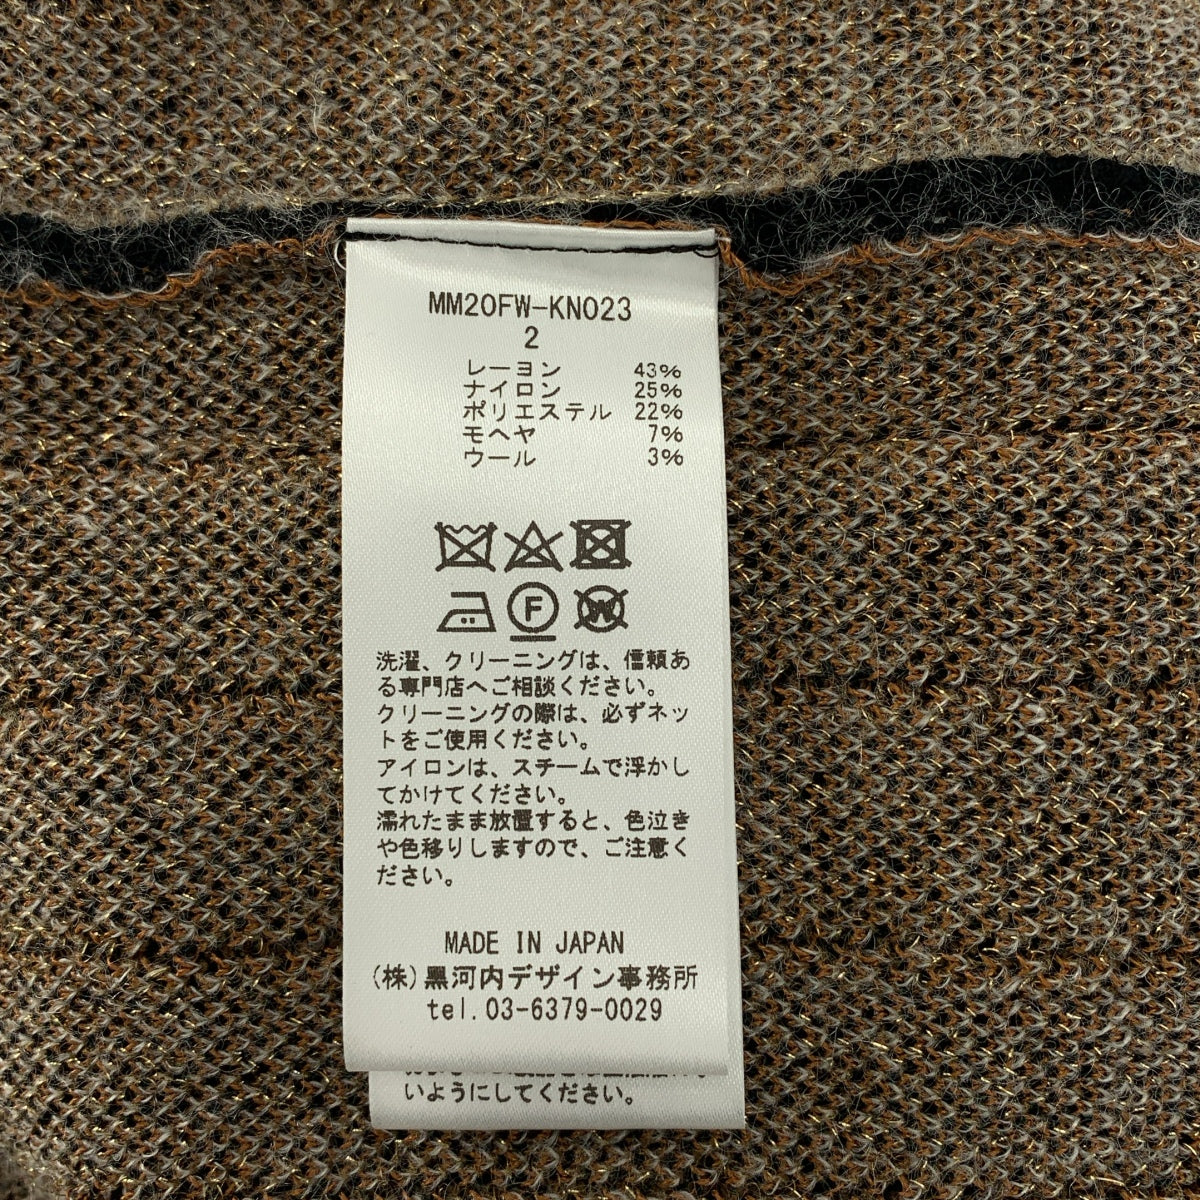 MM20FW-KN023
2
レーヨン 43%
ナイロン 25%
ポリエステル 22%
モヘヤ 7%
ウール 3%
F
W
洗濯、クリーニングは、信頼あ
る専門店へご相談ください。
クリーニングの際は、必ずネッ
トをご使用ください。
アイロンは、スチームで浮かし
てかけてください。
濡れたまま放置すると、色泣き
や色移りしますので、ご注意く
ださい。
MADE IN JAPAN
(株)黒河内デザイン事務所
tel.03-6379-0029
いようにしてください。